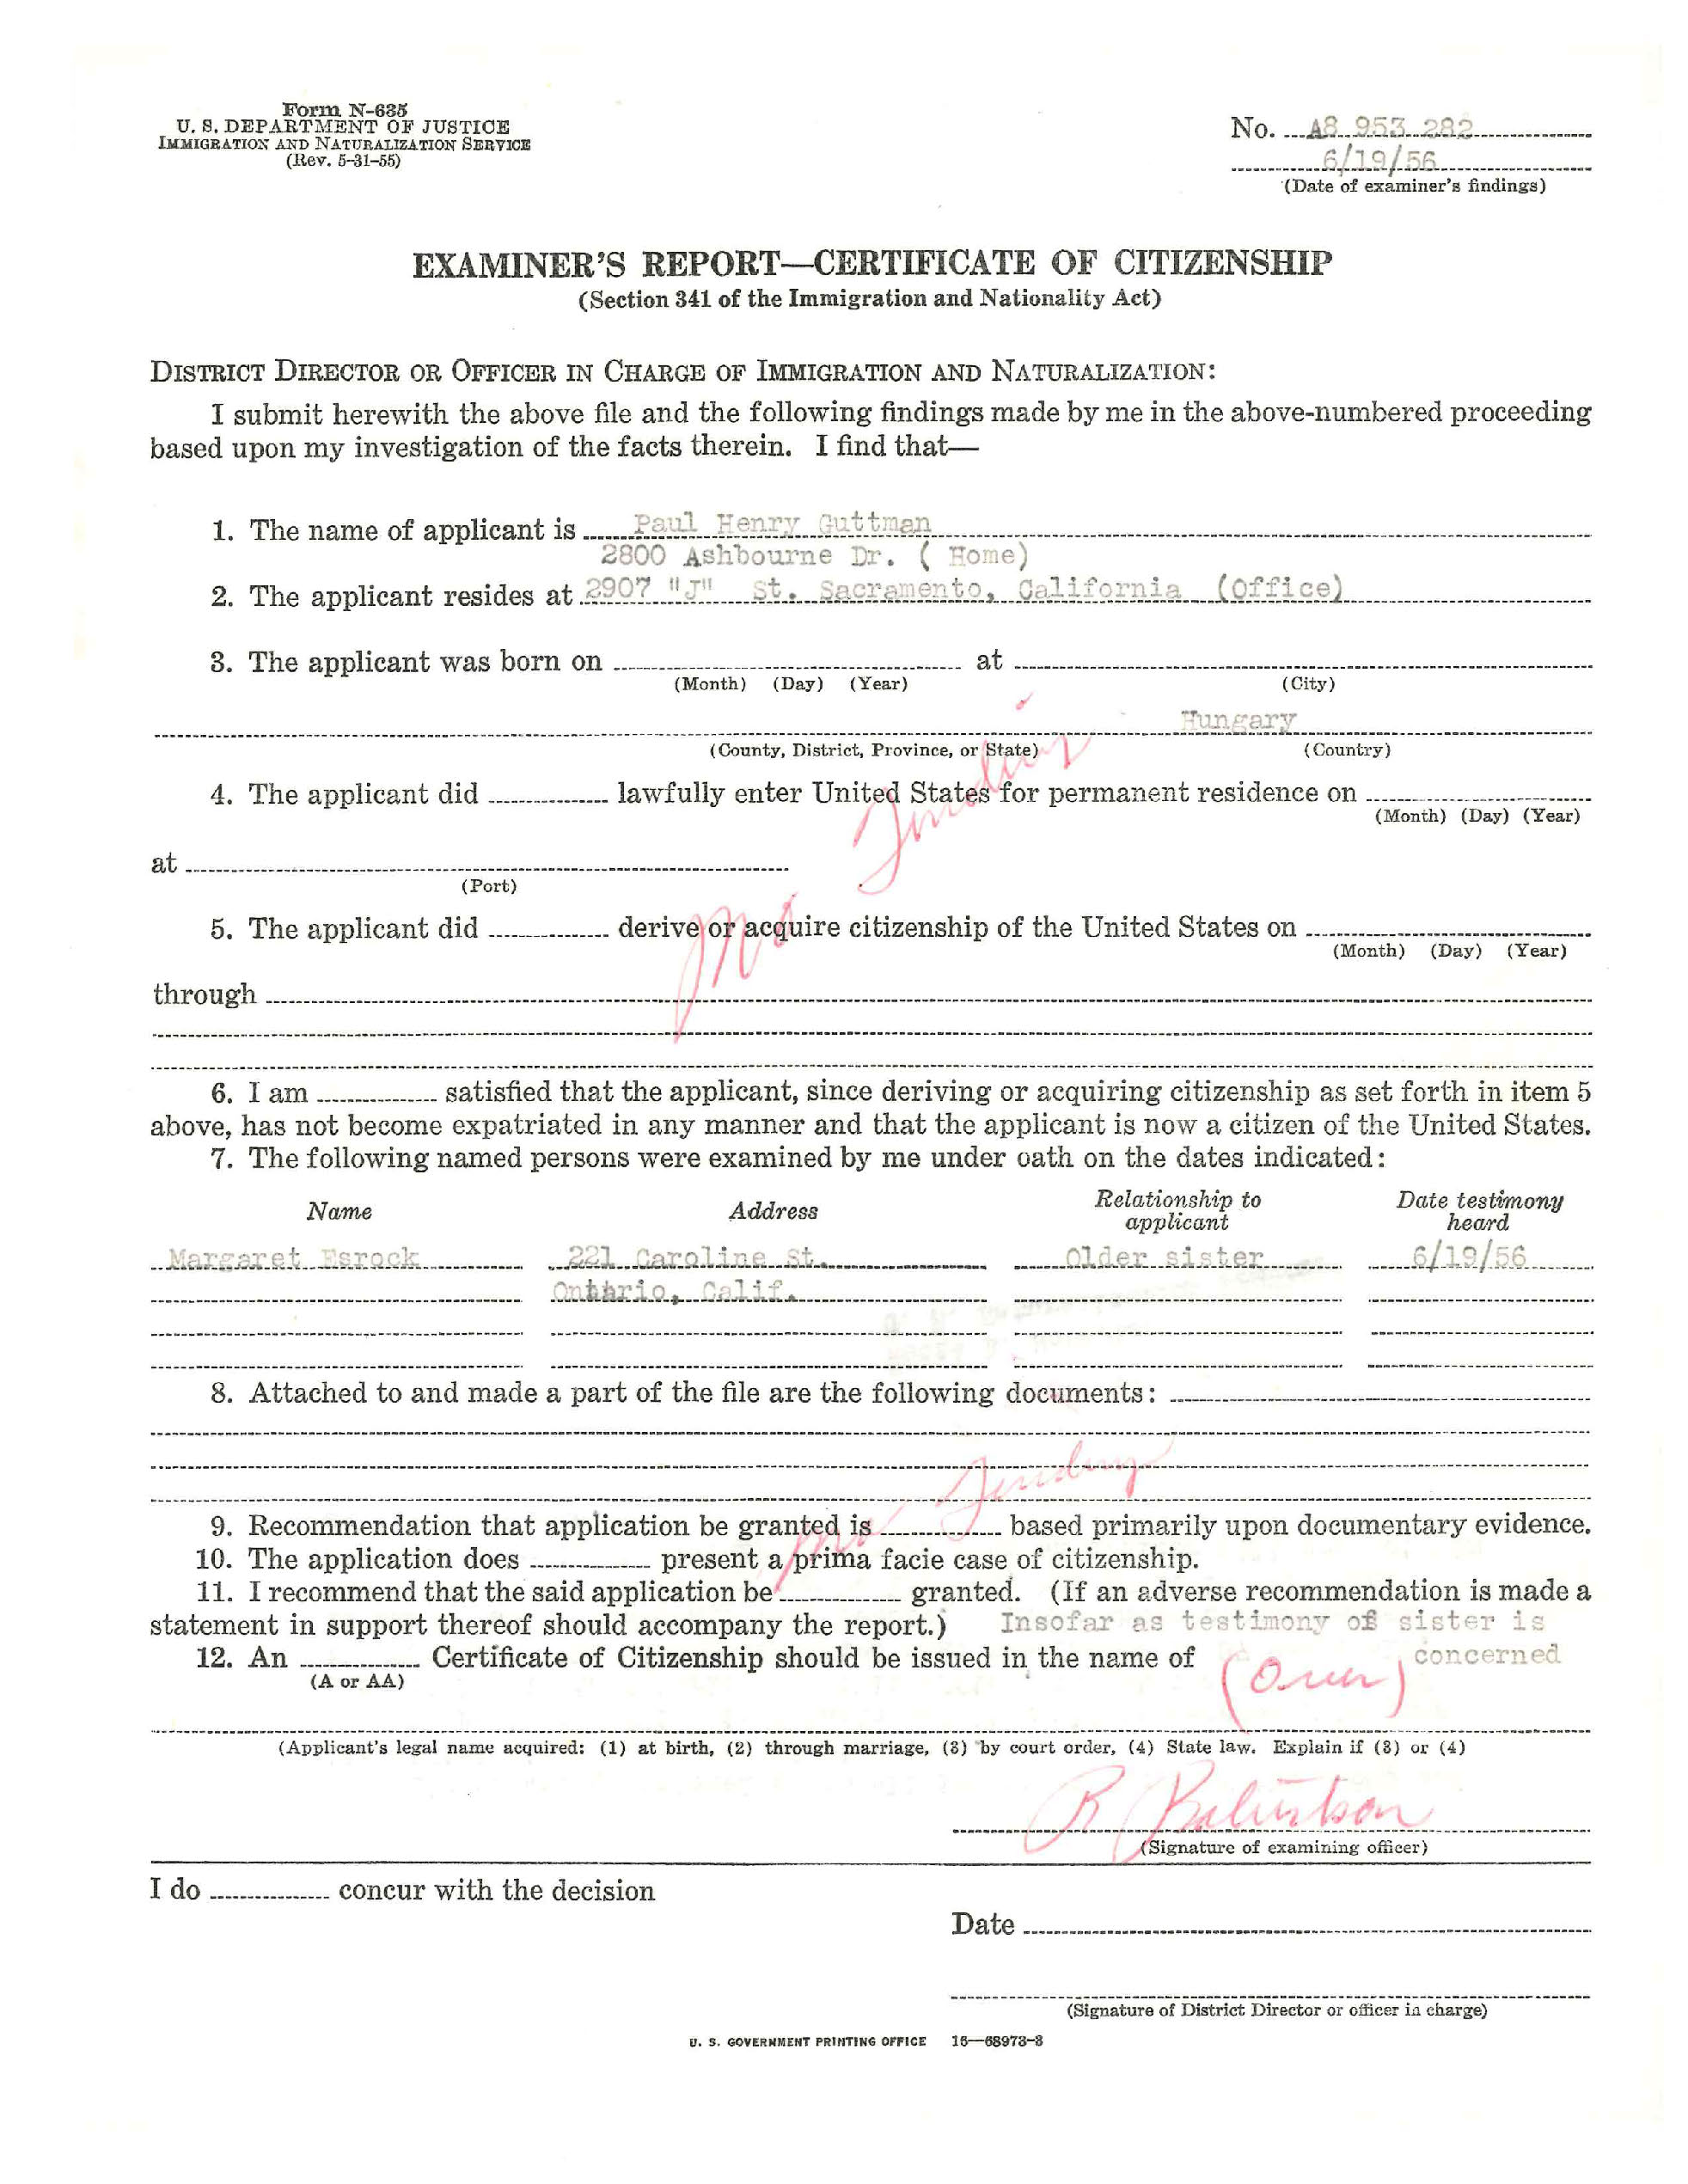 Form N-635
U. S. DEPARTMENT OF JUSTICE
IMMIGRATION AND NATURALIZATION SERVICE
(Rev. 5-31-55)
No. A8 953 282
6/19/56
(Date of examiner's findings)
EXAMINER'S REPORT—CERTIFICATE OF CITIZENSHIP
(Section 341 of the Immigration and Nationality Act)
DISTRICT DIRECTOR OR OFFICER IN CHARGE OF IMMIGRATION AND NATURALIZATION:
I submit herewith the above file and the following findings made by me in the above-numbered proceeding
based upon my investigation of the facts therein. I find that—
1. The name of applicant is Paul Henry Guttman
2800 Ashbourne Dr. ( Home)
2. The applicant resides at 2907 "J" St. Sacramento, California (Office)
3. The applicant was born on at
(Month) (Day) (Year) (City)
Hungary
(County, District, Province, or State) (Country)
4. The applicant did lawfully enter United States for permanent residence on
(Month) (Day) (Year)
at
(Port)
No Finding
5. The applicant did derive or acquire citizenship of the United States on
(Month) (Day) (Year)
through
6. I am satisfied that the applicant, since deriving or acquiring citizenship as set forth in item 5
above, has not become expatriated in any manner and that the applicant is now a citizen of the United States.
7. The following named persons were examined by me under oath on the dates indicated:
Name Address Relationship to applicant Date testimony heard
Margaret Esrock 221 Caroline St. Older sister 6/19/56
Ontario, Calif.
8. Attached to and made a part of the file are the following documents:
No Finding
9. Recommendation that application be granted is based primarily upon documentary evidence.
10. The application does present a prima facie case of citizenship.
11. I recommend that the said application be granted. (If an adverse recommendation is made a
statement in support thereof should accompany the report.) Insofar as testimony of sister is
12. An Certificate of Citizenship should be issued in the name of concerned
(A or AA) (Over)
(Applicant's legal name acquired: (1) at birth, (2) through marriage, (3) by court order, (4) State law. Explain if (3) or (4)
R Robertson
(Signature of examining officer)
I do concur with the decision
Date
(Signature of District Director or officer in charge)
U. S. GOVERNMENT PRINTING OFFICE 16—68973-3